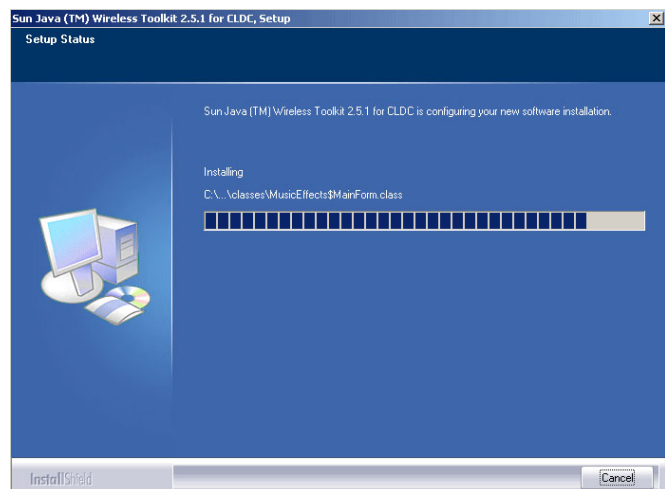 Sun Java (TM) Wireless Toolkit 2.5.1 for CLDC, Setup
Setup Status
Sun Java (TM) Wireless Toolkit 2.5.1 for CLDC is configuring your new software installation.
Installing
C:\...\classes\MusicEffects$MainForm.class
InstallShield
Cancel